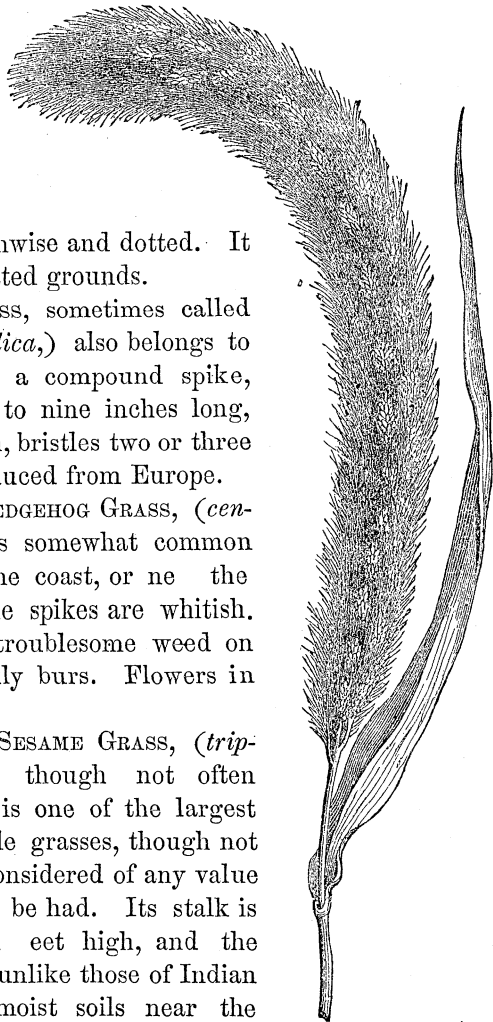 nwise and dotted. It
ted grounds.
ss, sometimes called
lica,) also belongs to
a compound spike,
to nine inches long,
, bristles two or three
uced from Europe.
EDGEHOG GRASS, (cen-
s somewhat common
ne coast, or ne the
e spikes are whitish.
troublesome weed on
ly burs. Flowers in
SESAME GRASS, (trip-
though not often
is one of the largest
le grasses, though not
onsidered of any value
be had. Its stalk is
eet high, and the
unlike those of Indian
moist soils near the